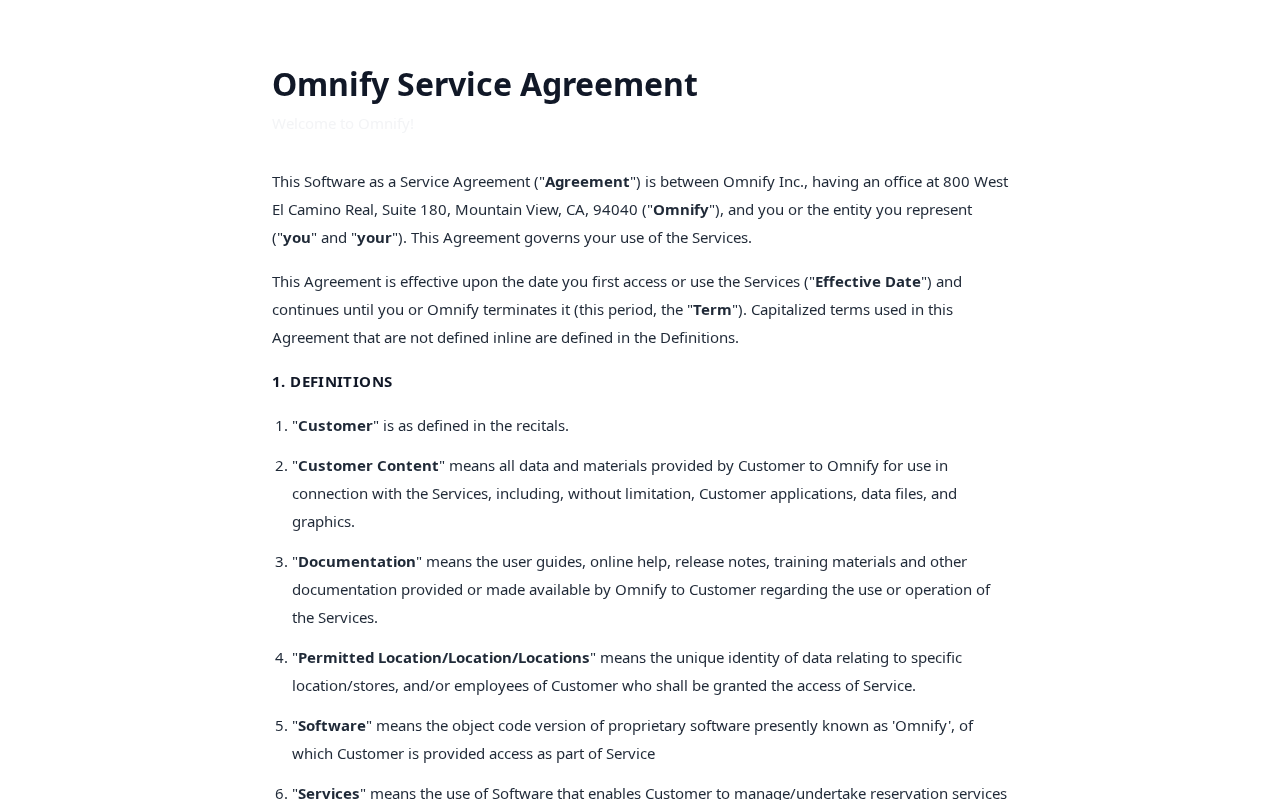 Omnify Service Agreement
Welcome to Omnify!
This Software as a Service Agreement ("Agreement") is between Omnify Inc., having an office at 800 West
El Camino Real, Suite 180, Mountain View, CA, 94040 ("Omnify"), and you or the entity you represent
("you" and "your"). This Agreement governs your use of the Services.
This Agreement is effective upon the date you first access or use the Services ("Effective Date") and
continues until you or Omnify terminates it (this period, the "Term"). Capitalized terms used in this
Agreement that are not defined inline are defined in the Definitions.
1. DEFINITIONS
1. "Customer" is as defined in the recitals.
2. "Customer Content" means all data and materials provided by Customer to Omnify for use in
connection with the Services, including, without limitation, Customer applications, data files, and
graphics.
3. "Documentation" means the user guides, online help, release notes, training materials and other
documentation provided or made available by Omnify to Customer regarding the use or operation of
the Services.
4. "Permitted Location/Location/Locations" means the unique identity of data relating to specific
location/stores, and/or employees of Customer who shall be granted the access of Service.
5. "Software" means the object code version of proprietary software presently known as 'Omnify', of
which Customer is provided access as part of Service
6. "Services" means the use of Software that enables Customer to manage/undertake reservation services